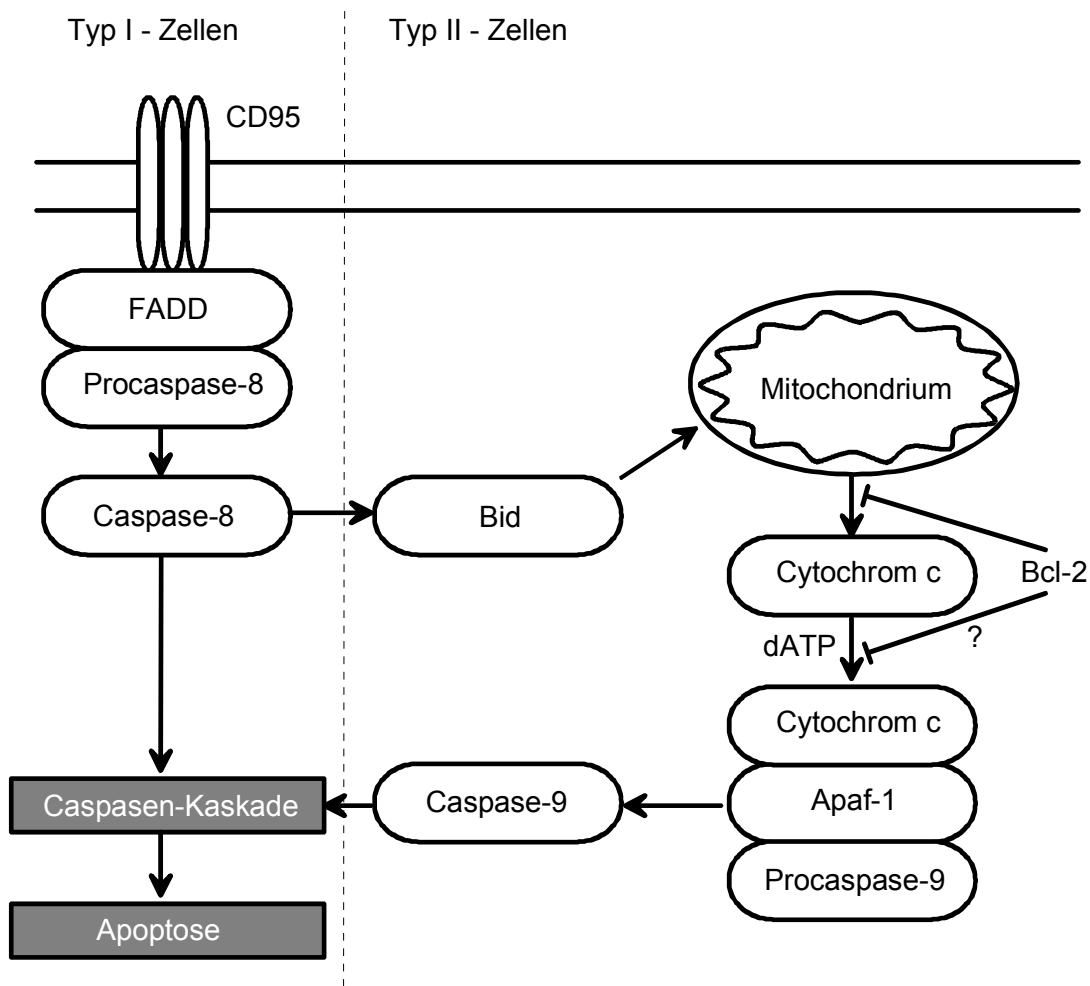 Typ I - Zellen
Typ II - Zellen
CD95
FADD
Procaspase-8
Caspase-8
Bid
Mitochondrium
Cytochrom c
Bcl-2
dATP
?
Cytochrom c
Apaf-1
Procaspase-9
Caspase-9
Caspasen-Kaskade
Apoptose